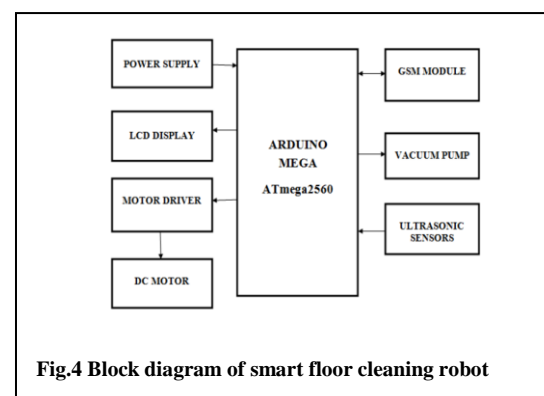 POWER SUPPLY
LCD DISPLAY
MOTOR DRIVER
DC MOTOR
ARDUINO
MEGA
ATmega2560
GSM MODULE
VACUUM PUMP
ULTRASONIC
SENSORS
Fig.4 Block diagram of smart floor cleaning robot